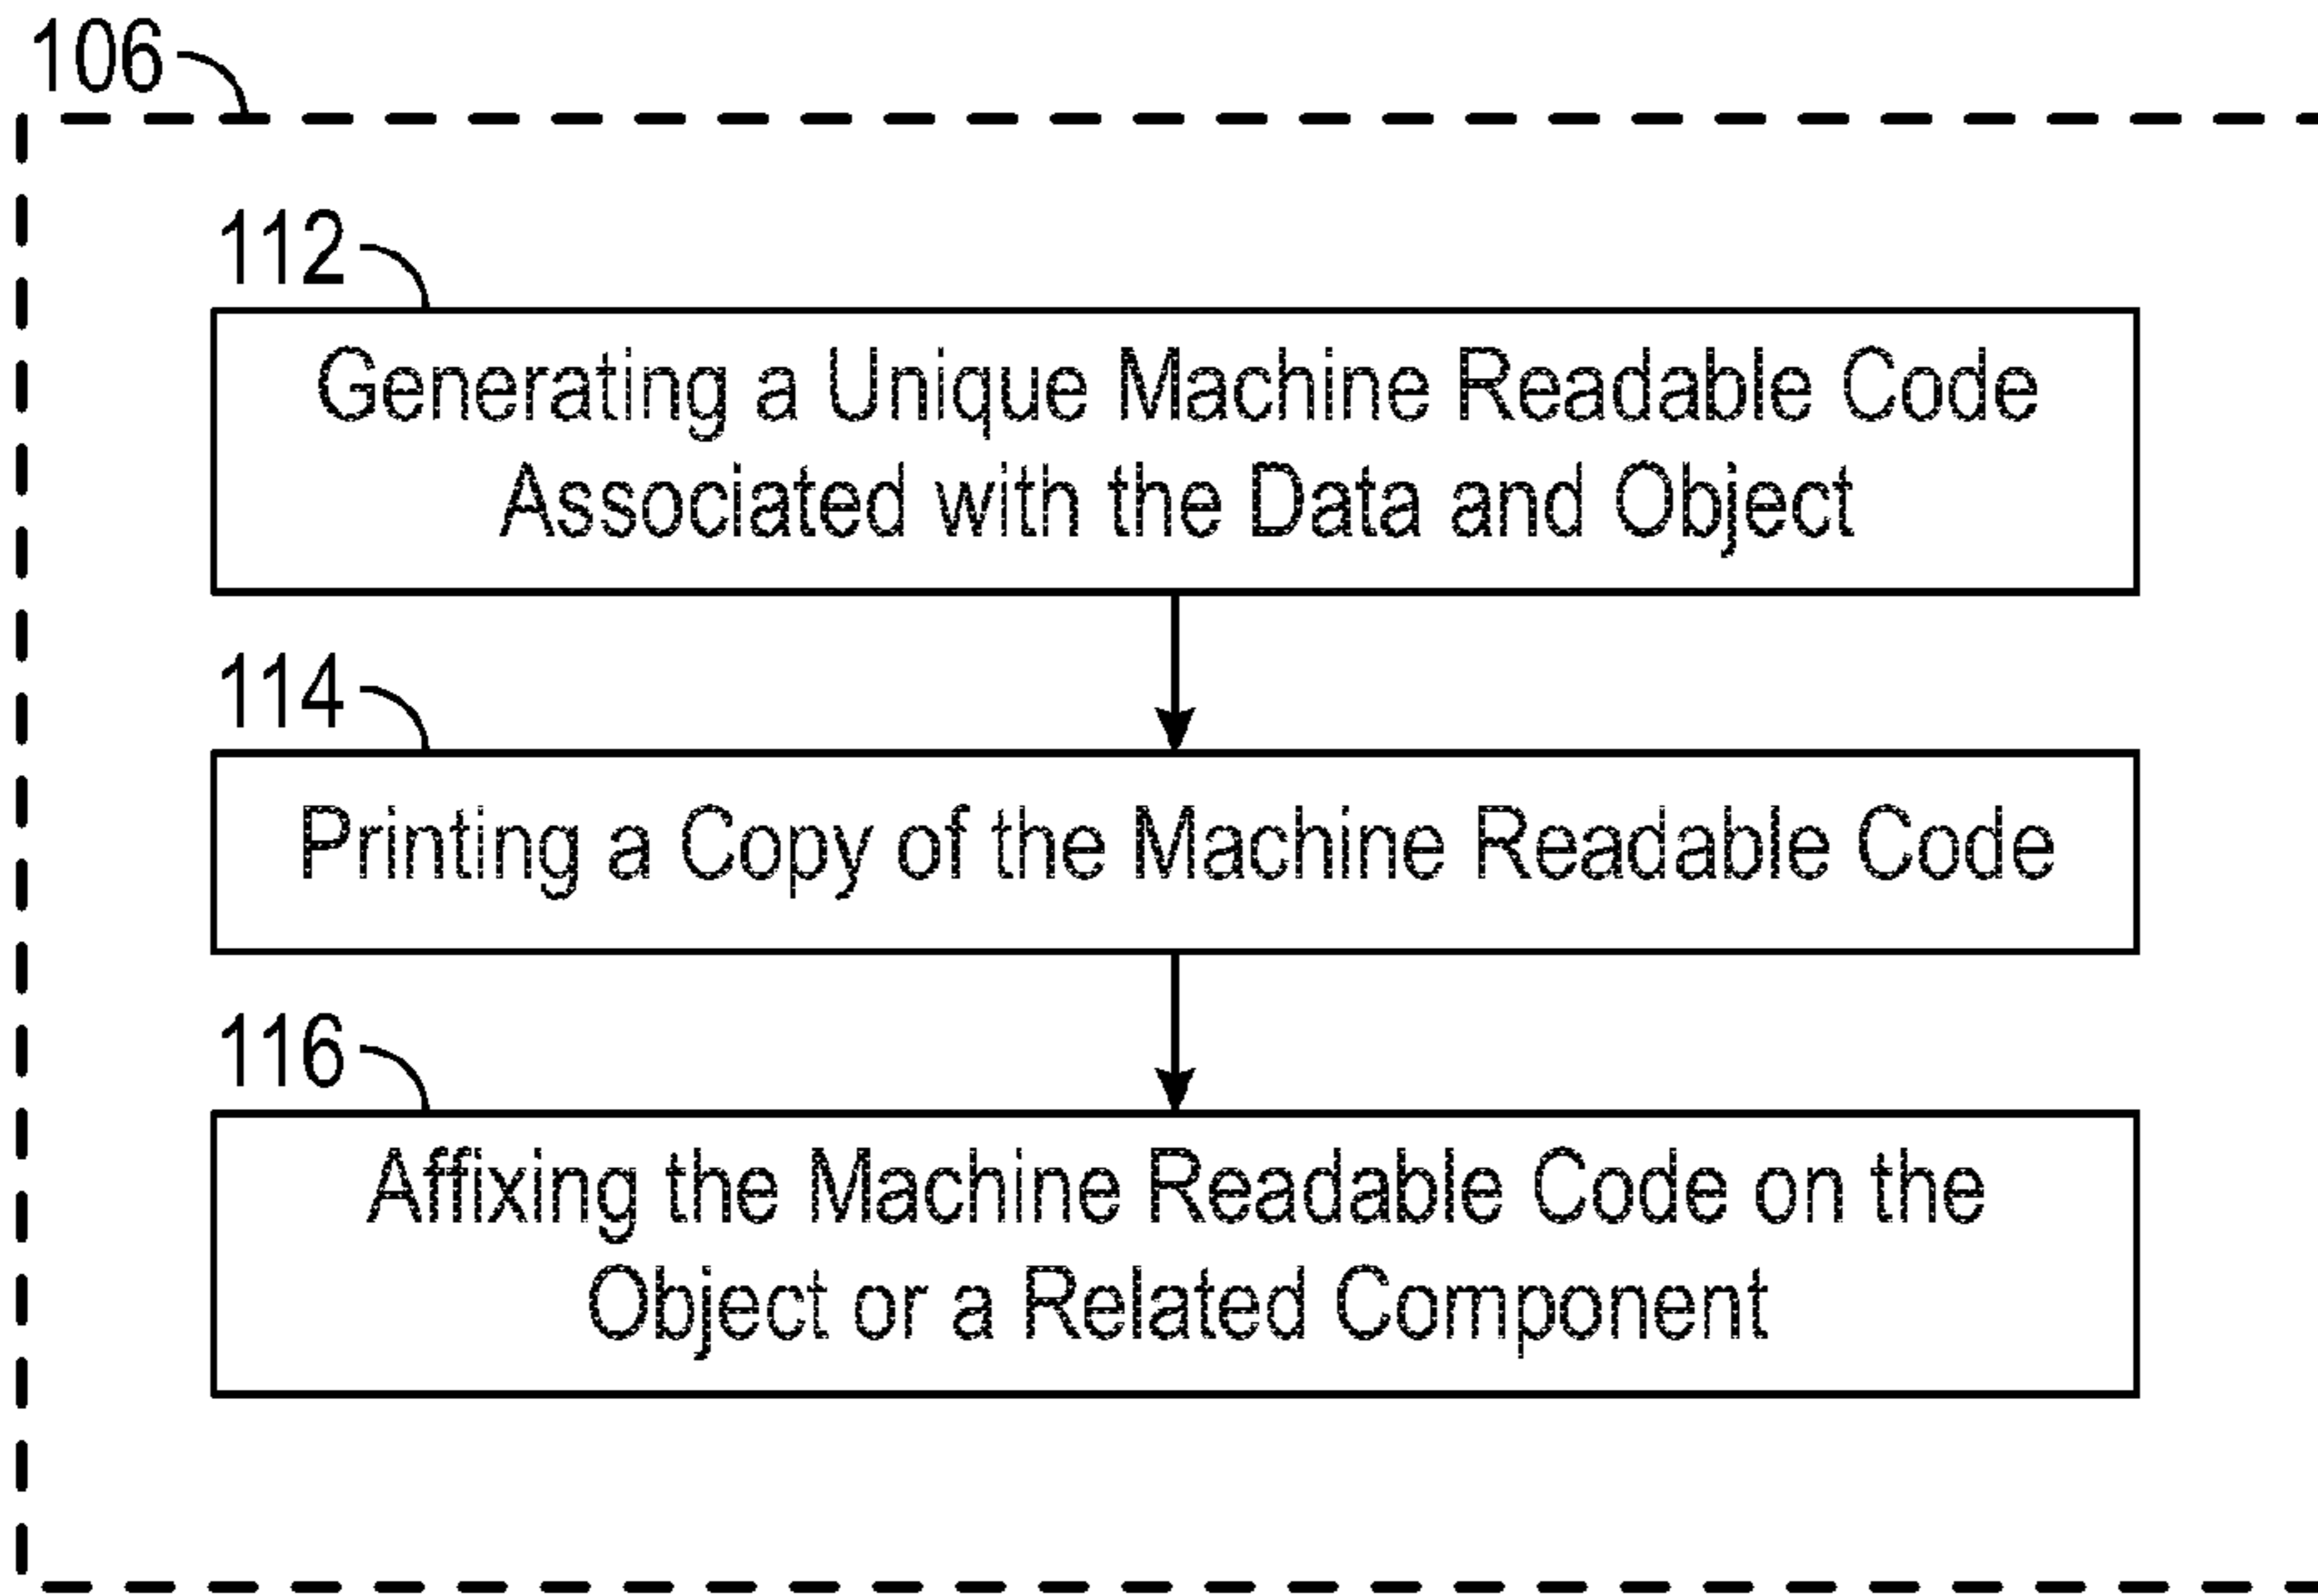 106
112
Generating a Unique Machine Readable Code
Associated with the Data and Object
114
Printing a Copy of the Machine Readable Code
116
Affixing the Machine Readable Code on the
Object or a Related Component